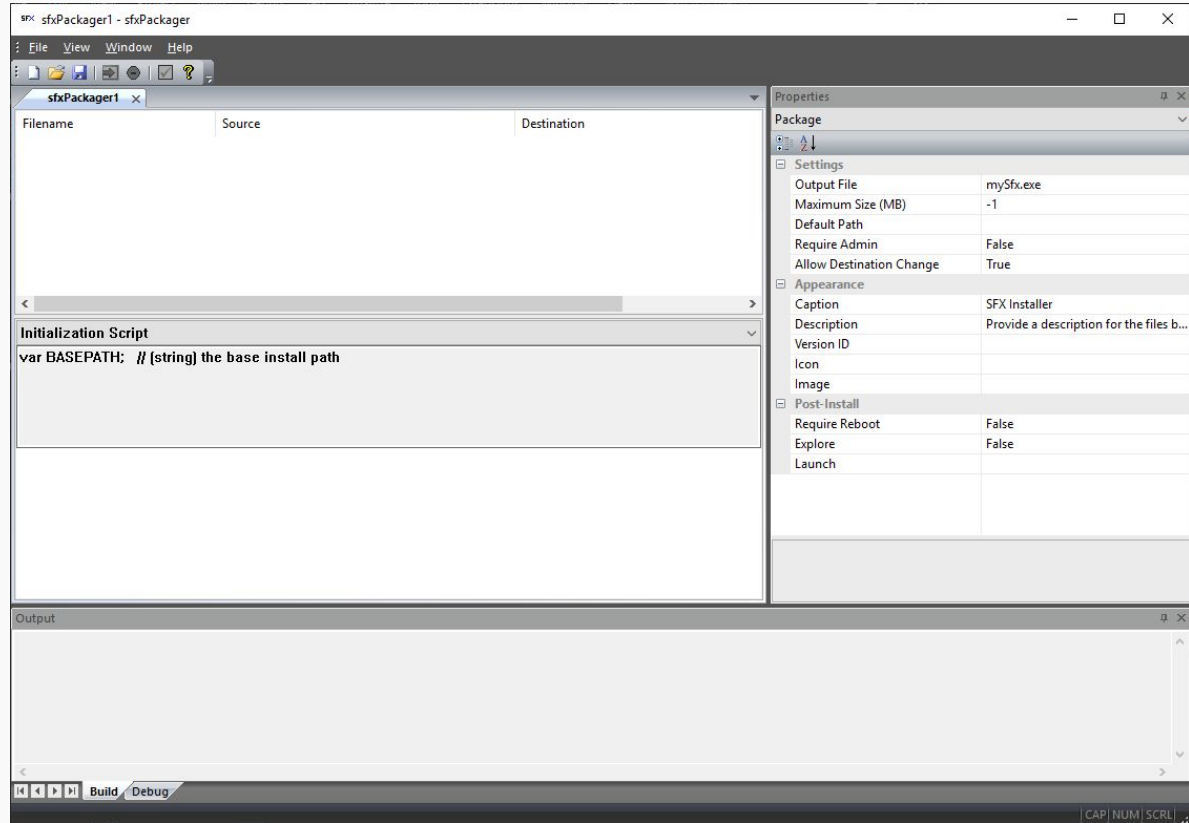 SFX sfxPackager1 - sfxPackager
File View Window Help
sfxPackager1
Filename Source Destination
Initialization Script
var BASEPATH; // (string) the base install path
Properties
Package
Settings
Output File mySfx.exe
Maximum Size (MB) -1
Default Path
Require Admin False
Allow Destination Change True
Appearance
Caption SFX Installer
Description Provide a description for the files b...
Version ID
Icon
Image
Post-Install
Require Reboot False
Explore False
Launch
Output
Build Debug
CAP NUM SCRL